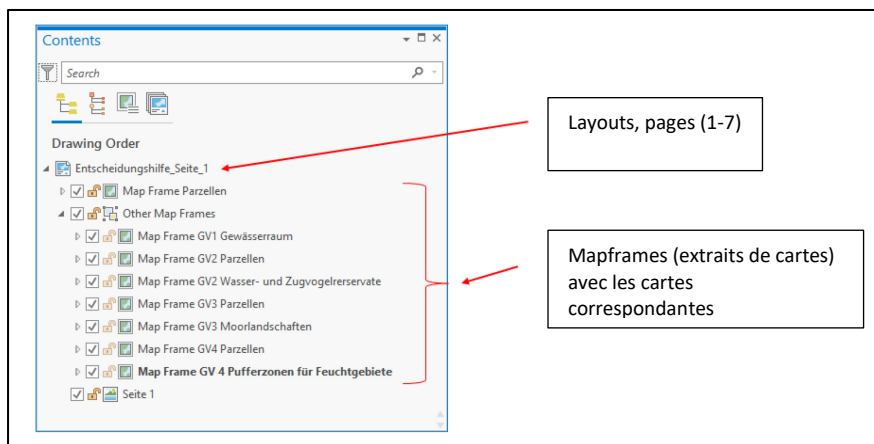 Contents
Search
Drawing Order
Entscheidungshilfe_Seite_1
Map Frame Parzellen
Other Map Frames
Map Frame GV1 Gewässerraum
Map Frame GV2 Parzellen
Map Frame GV2 Wasser- und Zugvogelrerservate
Map Frame GV3 Parzellen
Map Frame GV3 Moorlandschaften
Map Frame GV4 Parzellen
Map Frame GV 4 Pufferzonen für Feuchtgebiete
Seite 1
Layouts, pages (1-7)
Mapframes (extraits de cartes)
avec les cartes
correspondantes